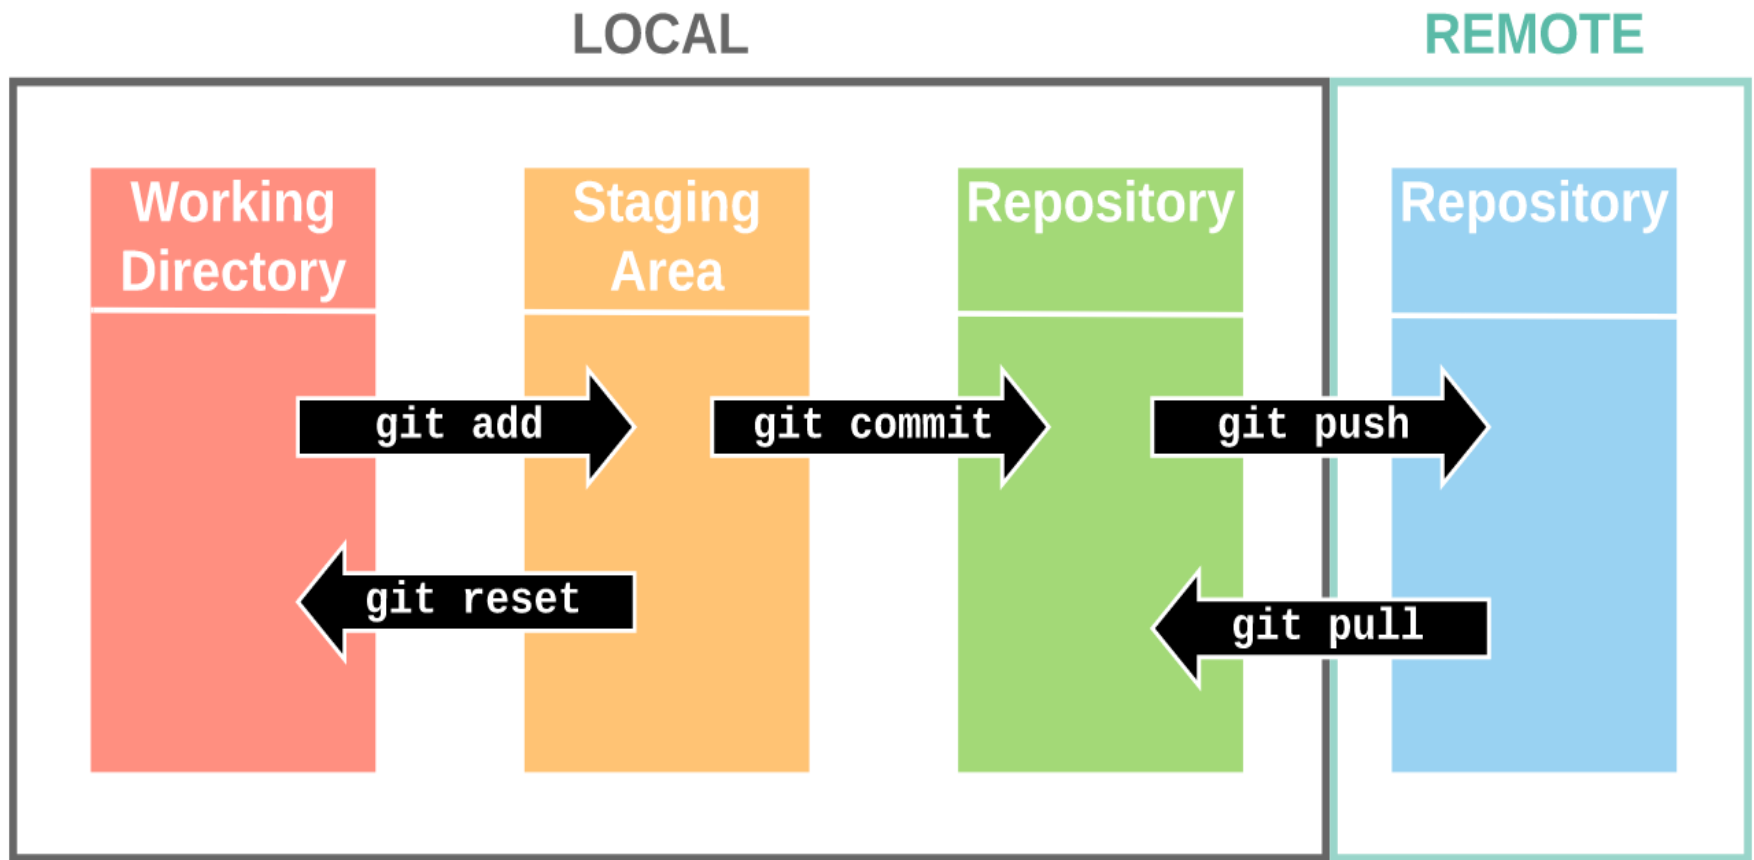 LOCAL
REMOTE
Working
Directory
Staging
Area
Repository
Repository
git add
git commit
git push
git reset
git pull